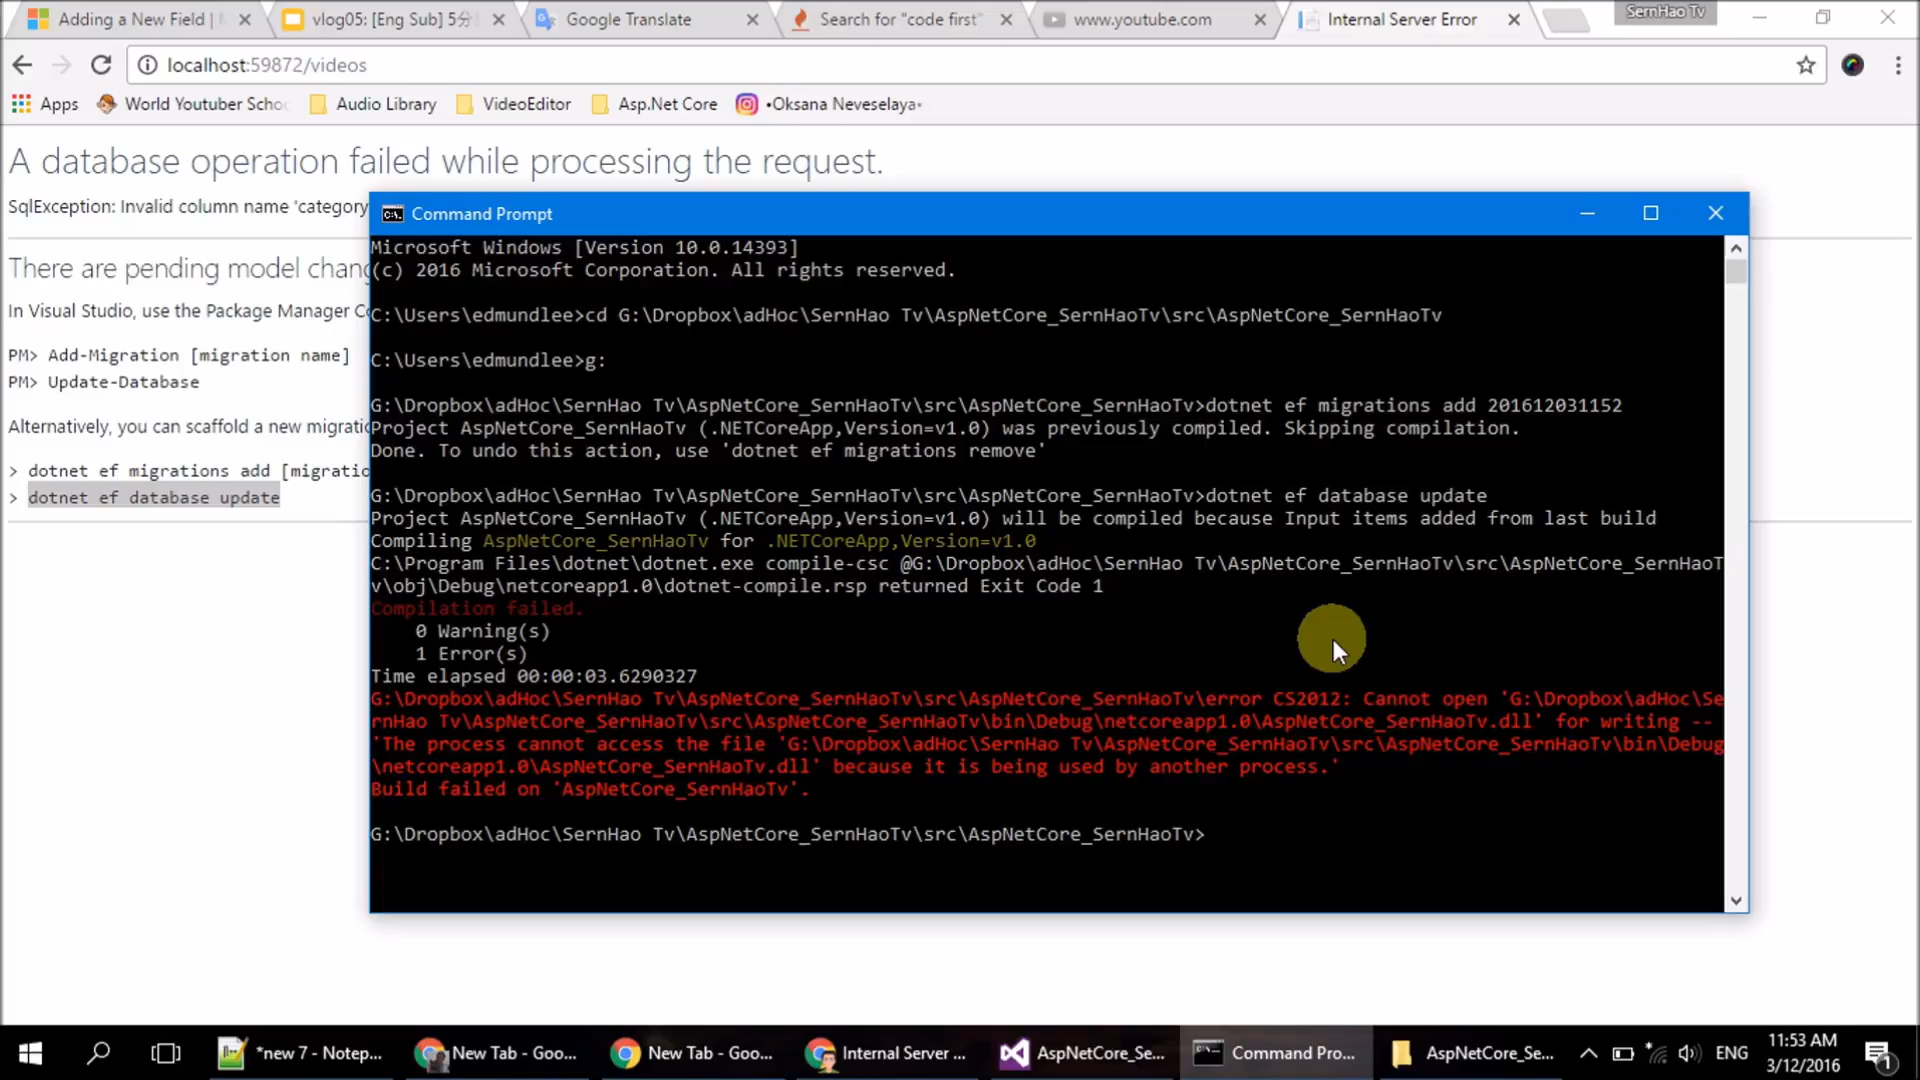 Adding a New Field |
vlog05: [Eng Sub] 5分
Google Translate
Search for "code first"
www.youtube.com
Internal Server Error
SernHao Tv
localhost:59872/videos
Apps
World Youtuber Scho
Audio Library
VideoEditor
Asp.Net Core
•Oksana Neveselaya•
A database operation failed while processing the request.
SqlException: Invalid column name 'category
There are pending model chang
In Visual Studio, use the Package Manager Co
PM> Add-Migration [migration name]
PM> Update-Database
Alternatively, you can scaffold a new migratio
> dotnet ef migrations add [migratio
> dotnet ef database update
Command Prompt
Microsoft Windows [Version 10.0.14393]
(c) 2016 Microsoft Corporation. All rights reserved.
C:\Users\edmundlee>cd G:\Dropbox\adHoc\SernHao Tv\AspNetCore_SernHaoTv\src\AspNetCore_SernHaoTv
C:\Users\edmundlee>g:
G:\Dropbox\adHoc\SernHao Tv\AspNetCore_SernHaoTv\src\AspNetCore_SernHaoTv>dotnet ef migrations add 201612031152
Project AspNetCore_SernHaoTv (.NETCoreApp,Version=v1.0) was previously compiled. Skipping compilation.
Done. To undo this action, use 'dotnet ef migrations remove'
G:\Dropbox\adHoc\SernHao Tv\AspNetCore_SernHaoTv\src\AspNetCore_SernHaoTv>dotnet ef database update
Project AspNetCore_SernHaoTv (.NETCoreApp,Version=v1.0) will be compiled because Input items added from last build
Compiling AspNetCore_SernHaoTv for .NETCoreApp,Version=v1.0
C:\Program Files\dotnet\dotnet.exe compile-csc @G:\Dropbox\adHoc\SernHao Tv\AspNetCore_SernHaoTv\src\AspNetCore_SernHaoT
v\obj\Debug\netcoreapp1.0\dotnet-compile.rsp returned Exit Code 1
Compilation failed.
0 Warning(s)
1 Error(s)
Time elapsed 00:00:03.6290327
G:\Dropbox\adHoc\SernHao Tv\AspNetCore_SernHaoTv\src\AspNetCore_SernHaoTv\error CS2012: Cannot open 'G:\Dropbox\adHoc\Se
rnHao Tv\AspNetCore_SernHaoTv\src\AspNetCore_SernHaoTv\bin\Debug\netcoreapp1.0\AspNetCore_SernHaoTv.dll' for writing --
'The process cannot access the file 'G:\Dropbox\adHoc\SernHao Tv\AspNetCore_SernHaoTv\src\AspNetCore_SernHaoTv\bin\Debug
\netcoreapp1.0\AspNetCore_SernHaoTv.dll' because it is being used by another process.'
Build failed on 'AspNetCore_SernHaoTv'.
G:\Dropbox\adHoc\SernHao Tv\AspNetCore_SernHaoTv\src\AspNetCore_SernHaoTv>
*new 7 - Notep...
New Tab - Goo...
New Tab - Goo...
Internal Server ...
AspNetCore_Se...
Command Pro...
AspNetCore_Se...
ENG
11:53 AM
3/12/2016
1